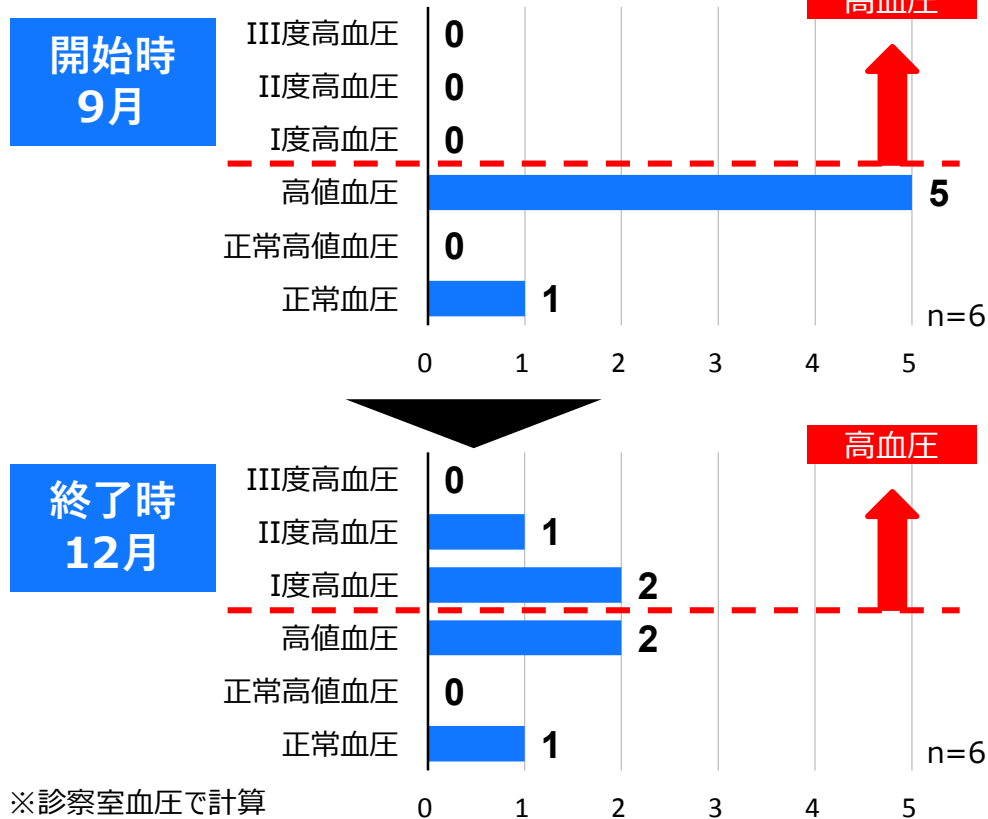 高血圧
開始時
9月
III度高血圧 0
II度高血圧 0
I度高血圧 0
高値血圧 5
正常高値血圧 0
正常血圧 1
n=6
0 1 2 3 4 5
高血圧
終了時
12月
III度高血圧 0
II度高血圧 1
I度高血圧 2
高値血圧 2
正常高値血圧 0
正常血圧 1
n=6
※診察室血圧で計算
0 1 2 3 4 5